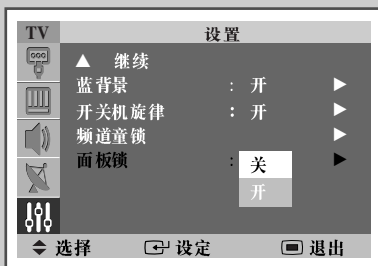 TV 设置
▲ 继续
蓝背景 : 开 ▶
开关机旋律 : 开 ▶
频道童锁 ▶
面板锁 : 关 ▶
开
选择 设定 退出